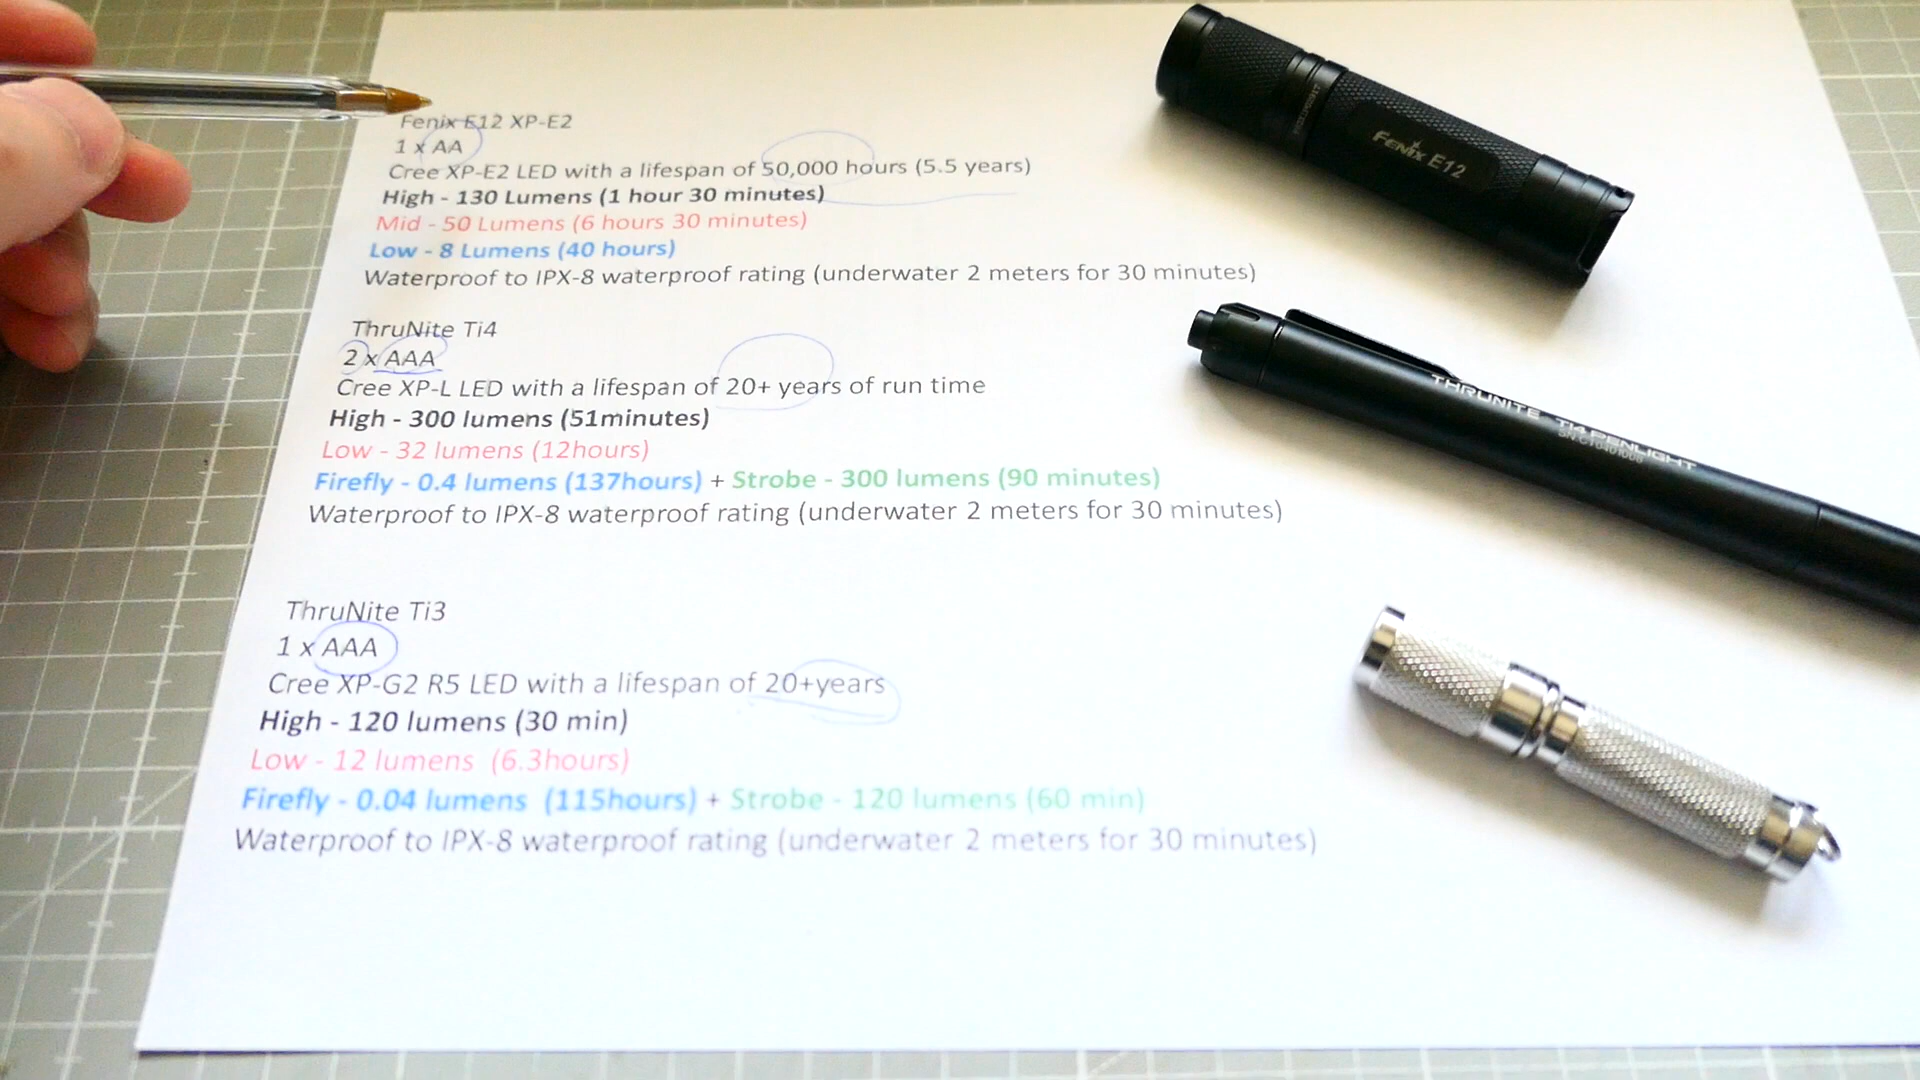 Fenix E12 XP-E2
1 x AA
Cree XP-E2 LED with a lifespan of 50,000 hours (5.5 years)
High - 130 Lumens (1 hour 30 minutes)
Mid - 50 Lumens (6 hours 30 minutes)
Low - 8 Lumens (40 hours)
Waterproof to IPX-8 waterproof rating (underwater 2 meters for 30 minutes)
ThruNite Ti4
2 x AAA
Cree XP-L LED with a lifespan of 20+ years of run time
High - 300 lumens (51minutes)
Low - 32 lumens (12hours)
Firefly - 0.4 lumens (137hours) + Strobe - 300 lumens (90 minutes)
Waterproof to IPX-8 waterproof rating (underwater 2 meters for 30 minutes)
ThruNite Ti3
1 x AAA
Cree XP-G2 R5 LED with a lifespan of 20+years
High - 120 lumens (30 min)
Low - 12 lumens (6.3hours)
Firefly - 0.04 lumens (115hours) + Strobe - 120 lumens (60 min)
Waterproof to IPX-8 waterproof rating (underwater 2 meters for 30 minutes)
FENIX E12
THRUNITE Ti4 PENLIGHT